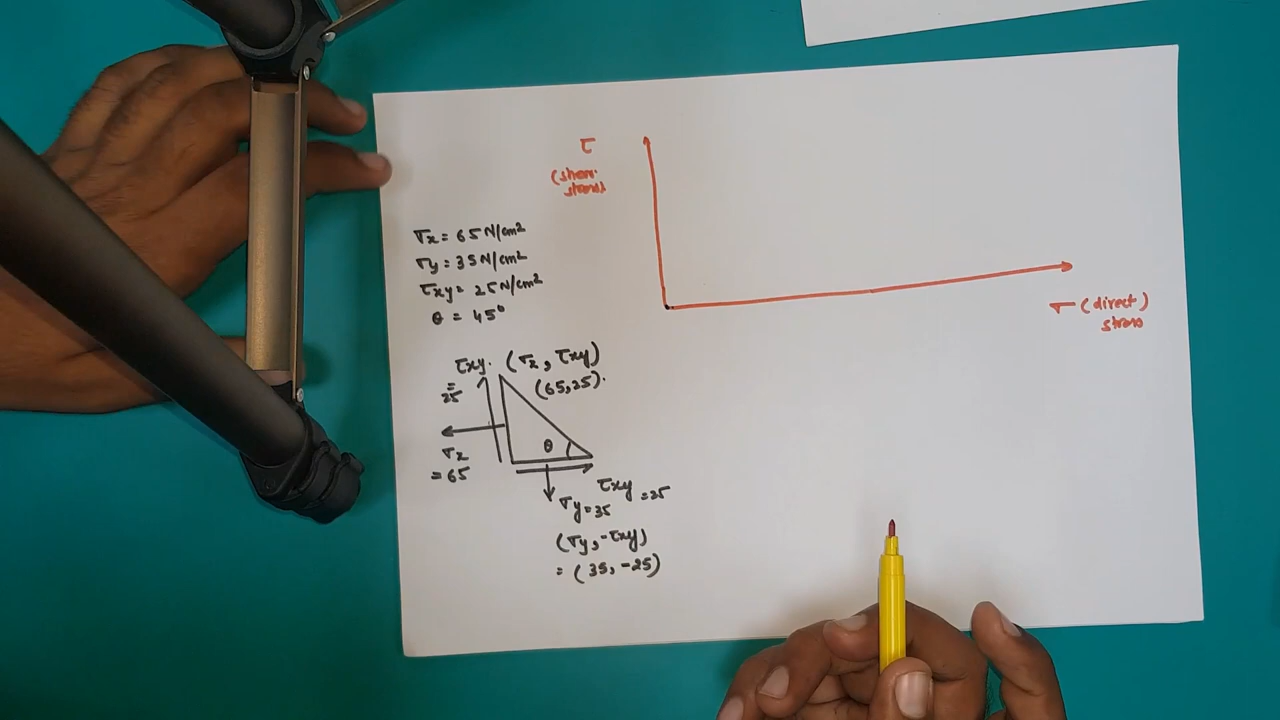 τ
(shear
stress)
σx = 65 N/cm²
σy = 35 N/cm²
τxy = 25 N/cm²
θ = 45°
σ (direct)
stress
τxy
=
25
(σx, τxy)
(65,25)
θ
σx
= 65
τxy = 25
σy = 35
(σy, -τxy)
= (35, -25)